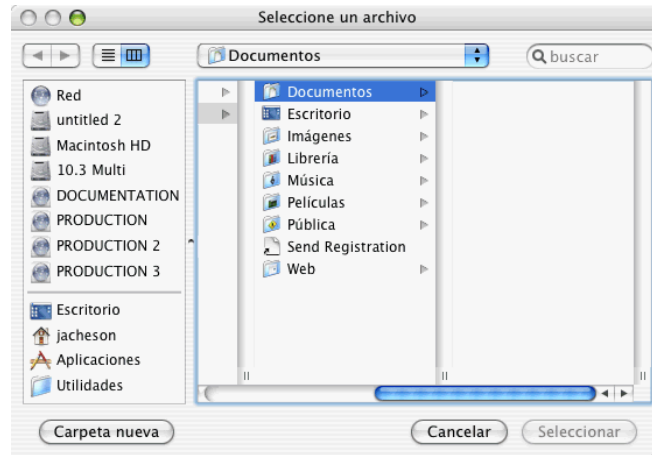 Seleccione un archivo
Documentos
buscar
Red
untitled 2
Macintosh HD
10.3 Multi
DOCUMENTATION
PRODUCTION
PRODUCTION 2
PRODUCTION 3
Escritorio
jacheson
Aplicaciones
Utilidades
Documentos
Escritorio
Imágenes
Librería
Música
Películas
Pública
Send Registration
Web
Carpeta nueva
Cancelar
Seleccionar